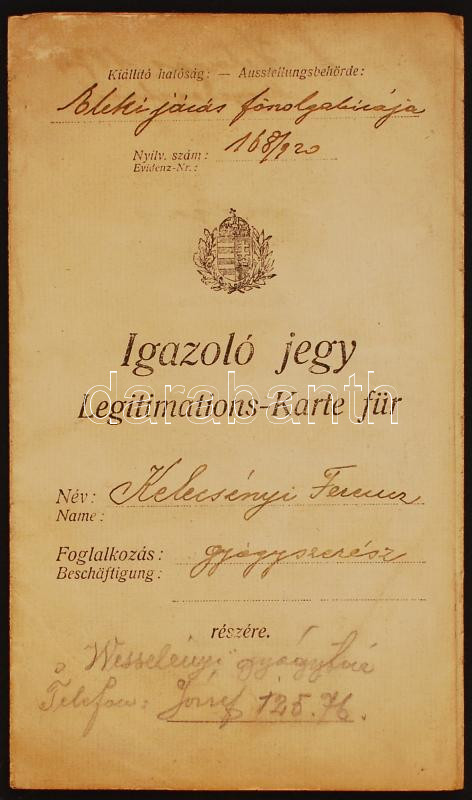 Kiállító hatóság: — Ausstellungsbehörde:
Eleki járás főszolgabírája
Nyilv. szám: 168/920
Evidenz-Nr.:
Igazoló jegy
darabanth
Legitimations-Karte für
Név: Kelecsényi Ferenc
Name:
Foglalkozás: gyógyszerész
Beschäftigung:
részére.
Wesselényi gyógytár
Telefon: József 125.76.